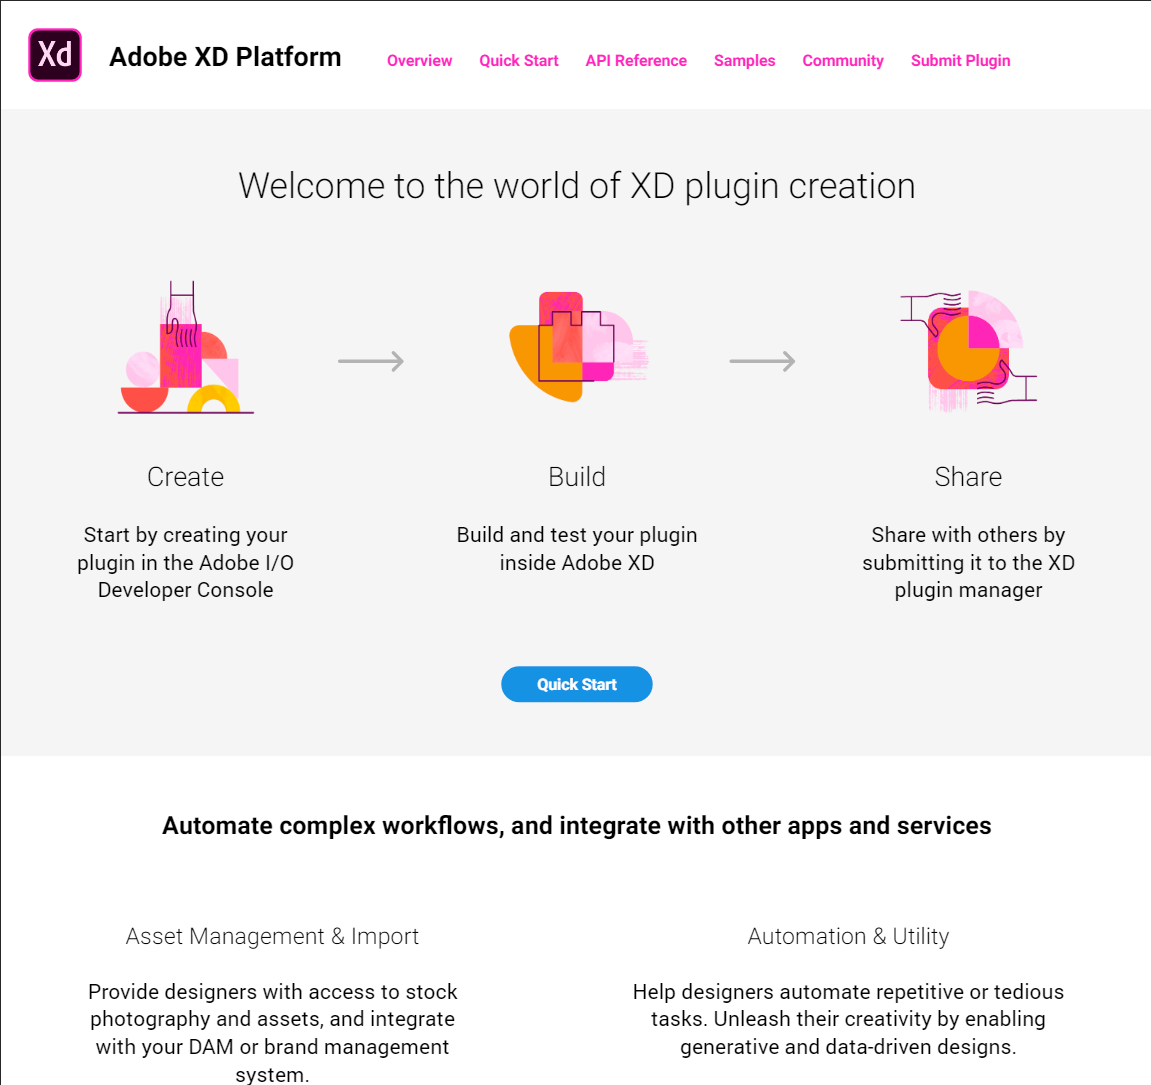 Xd
Adobe XD Platform
Overview Quick Start API Reference Samples Community Submit Plugin
Welcome to the world of XD plugin creation
Create
Start by creating your
plugin in the Adobe I/O
Developer Console
Build
Build and test your plugin
inside Adobe XD
Share
Share with others by
submitting it to the XD
plugin manager
Quick Start
Automate complex workflows, and integrate with other apps and services
Asset Management & Import
Provide designers with access to stock
photography and assets, and integrate
with your DAM or brand management
system.
Automation & Utility
Help designers automate repetitive or tedious
tasks. Unleash their creativity by enabling
generative and data-driven designs.